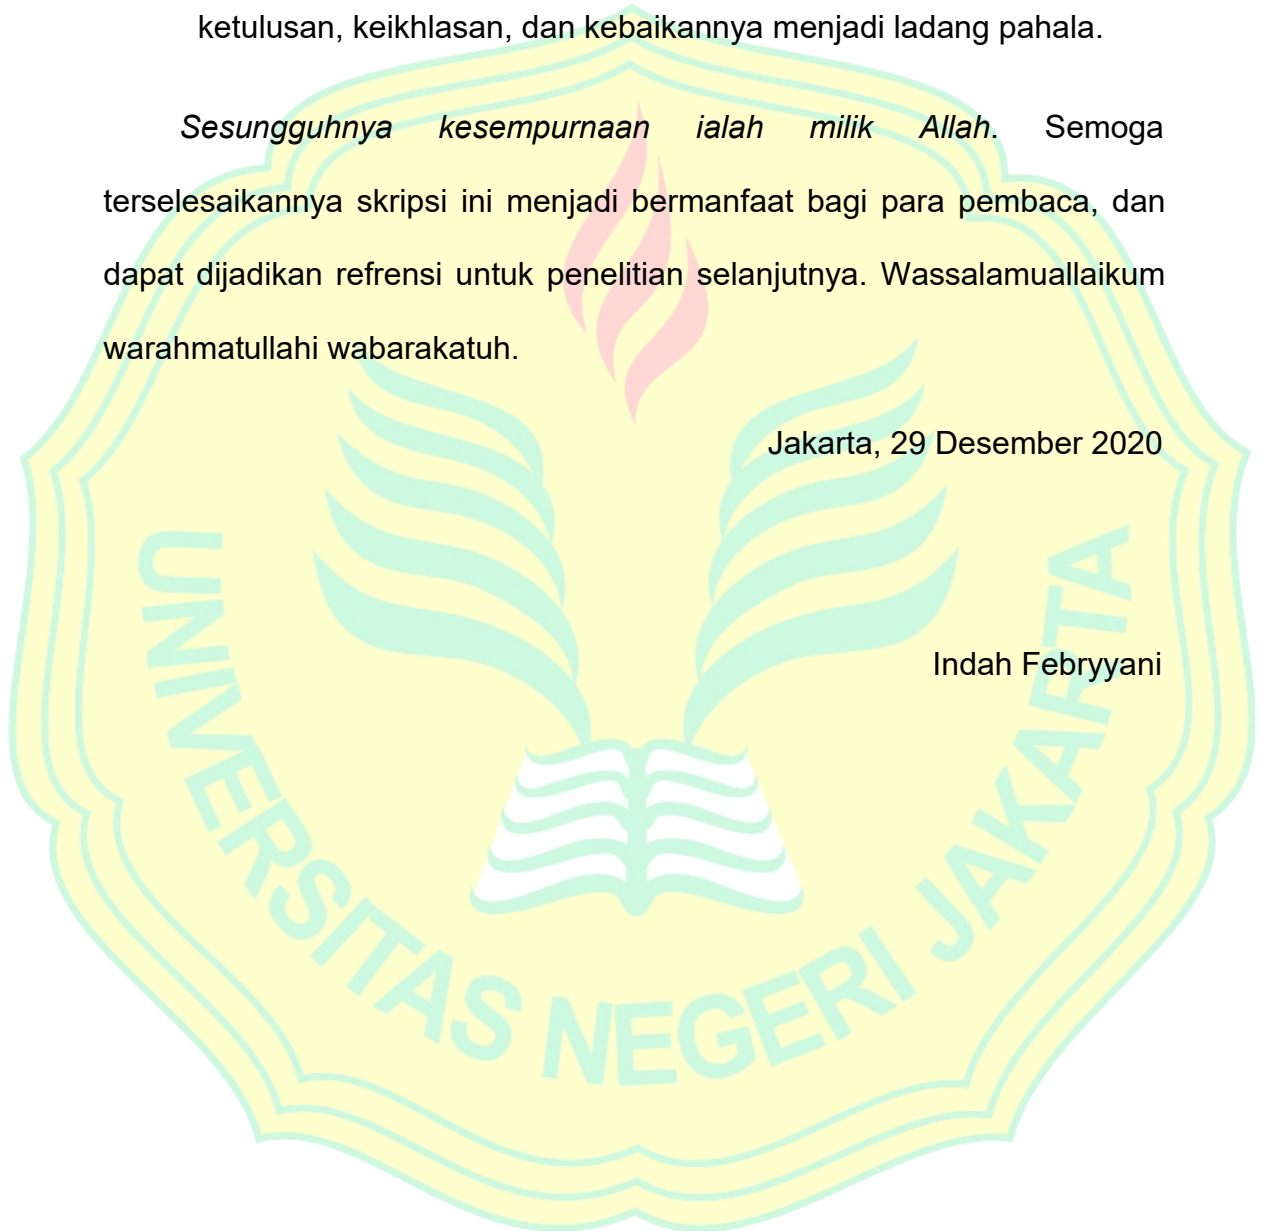 ketulusan, keikhlasan, dan kebaikannya menjadi ladang pahala.
Sesungguhnya kesempurnaan ialah milik Allah. Semoga
terselesaikannya skripsi ini menjadi bermanfaat bagi para pembaca, dan
dapat dijadikan refrensi untuk penelitian selanjutnya. Wassalamuallaikum
warahmatullahi wabarakatuh.
Jakarta, 29 Desember 2020
Indah Febryyani
UNIVERSITAS NEGERI JAKARTA